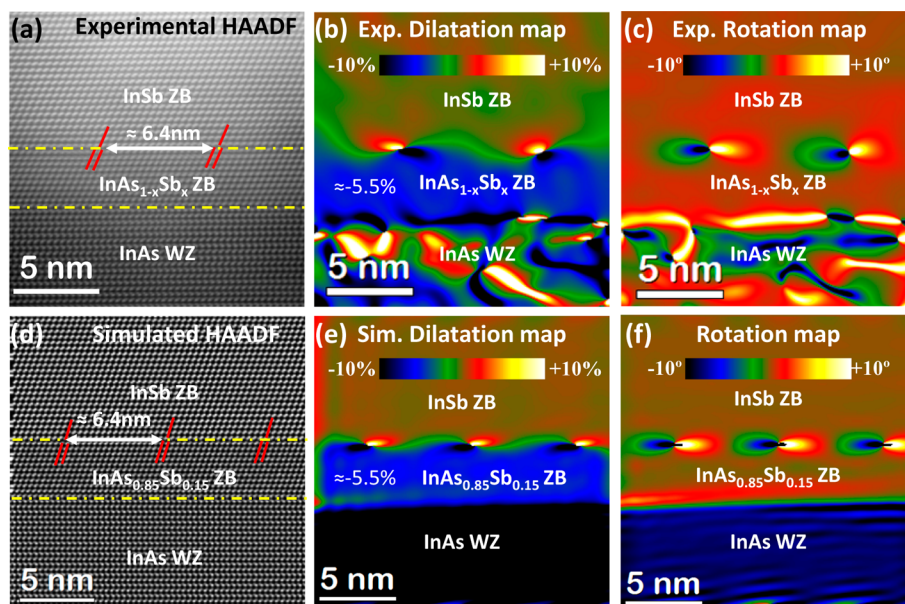 (a) Experimental HAADF
InSb ZB
≈ 6.4nm
InAs1-xSbx ZB
InAs WZ
5 nm
(b) Exp. Dilatation map
-10% +10%
InSb ZB
InAs1-xSbx ZB
≈-5.5%
InAs WZ
5 nm
(c) Exp. Rotation map
-10º +10º
InSb ZB
InAs1-xSbx ZB
InAs WZ
5 nm
(d) Simulated HAADF
InSb ZB
≈ 6.4nm
InAs0.85Sb0.15 ZB
InAs WZ
5 nm
(e) Sim. Dilatation map
-10% +10%
InSb ZB
≈-5.5% InAs0.85Sb0.15 ZB
InAs WZ
5 nm
(f) Rotation map
-10º +10º
InSb ZB
InAs0.85Sb0.15 ZB
InAs WZ
5 nm